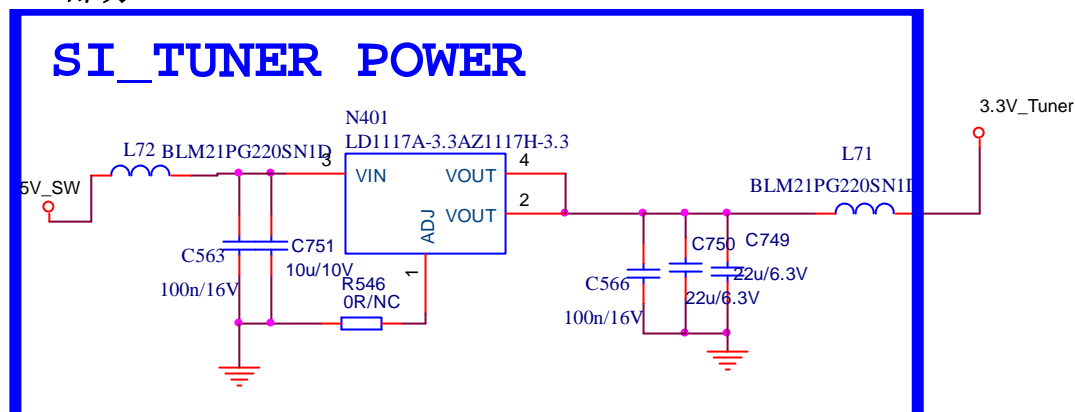 SI_TUNER POWER
3.3V_Tuner
N401
LD1117A-3.3AZ1117H-3.3
L72 BLM21PG220SN1D
L71
BLM21PG220SN1D
5V_SW
3
VIN
VOUT
4
VOUT
2
ADJ
1
C563
100n/16V
C751
10u/10V
R546
0R/NC
C566
100n/16V
C750
22u/6.3V
C749
22u/6.3V